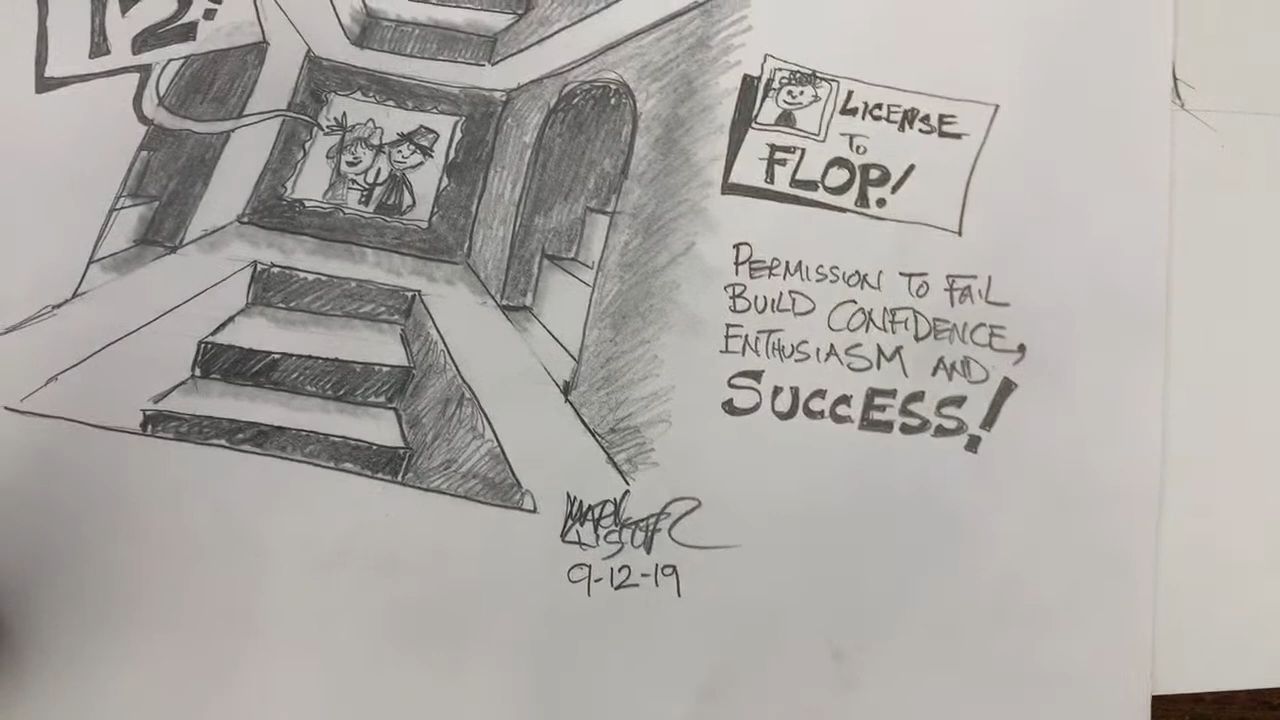 12:
LICENSE
TO
FLOP!
PERMISSION TO FAIL
BUILD CONFIDENCE,
ENTHUSIASM AND
SUCCESS!
9-12-19